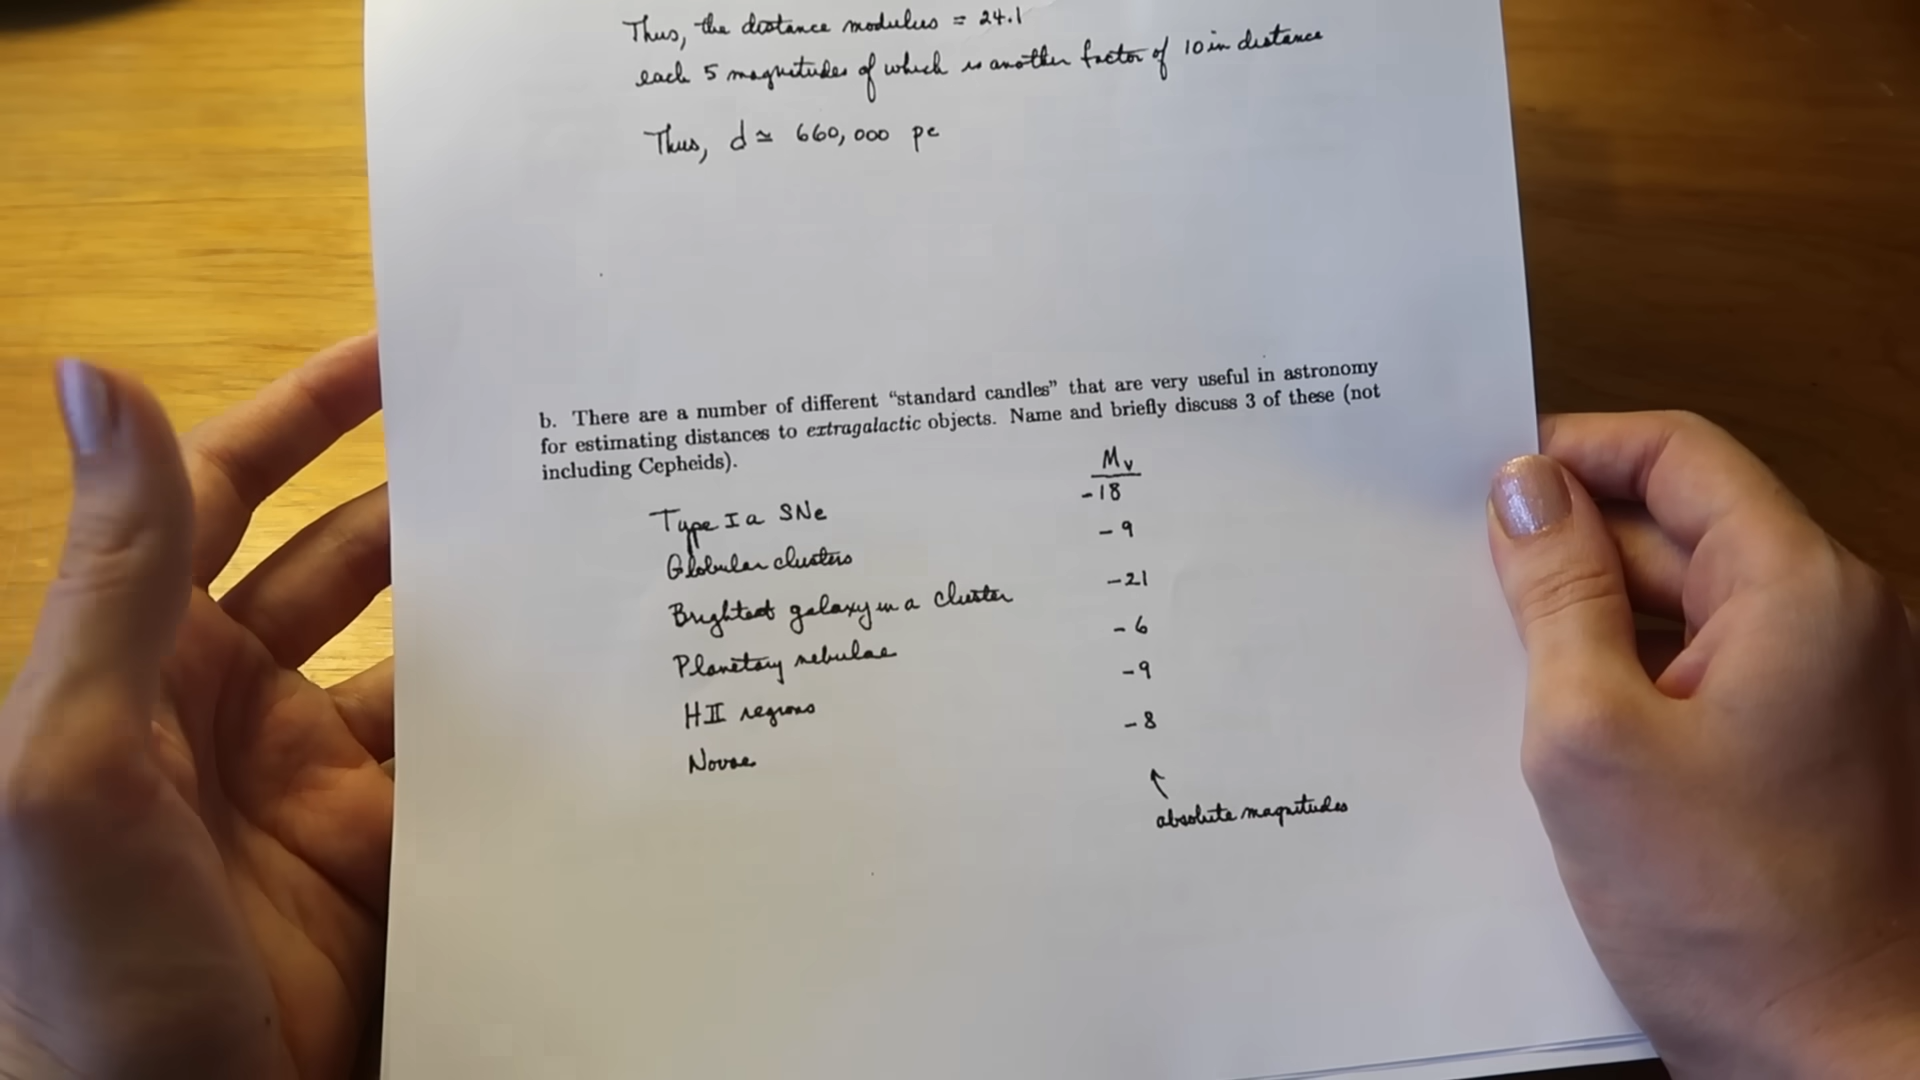 Thus, the distance modulus = 24.1
each 5 magnitudes of which is another factor of 10 in distance
Thus, d ≃ 660,000 pc
b. There are a number of different “standard candles” that are very useful in astronomy
for estimating distances to extragalactic objects. Name and briefly discuss 3 of these (not
including Cepheids).
Mv
Type Ia SNe -18
Globular clusters -9
Brightest galaxy in a cluster -21
Planetary nebulae -6
HII regions -9
Novae -8
↑
absolute magnitudes